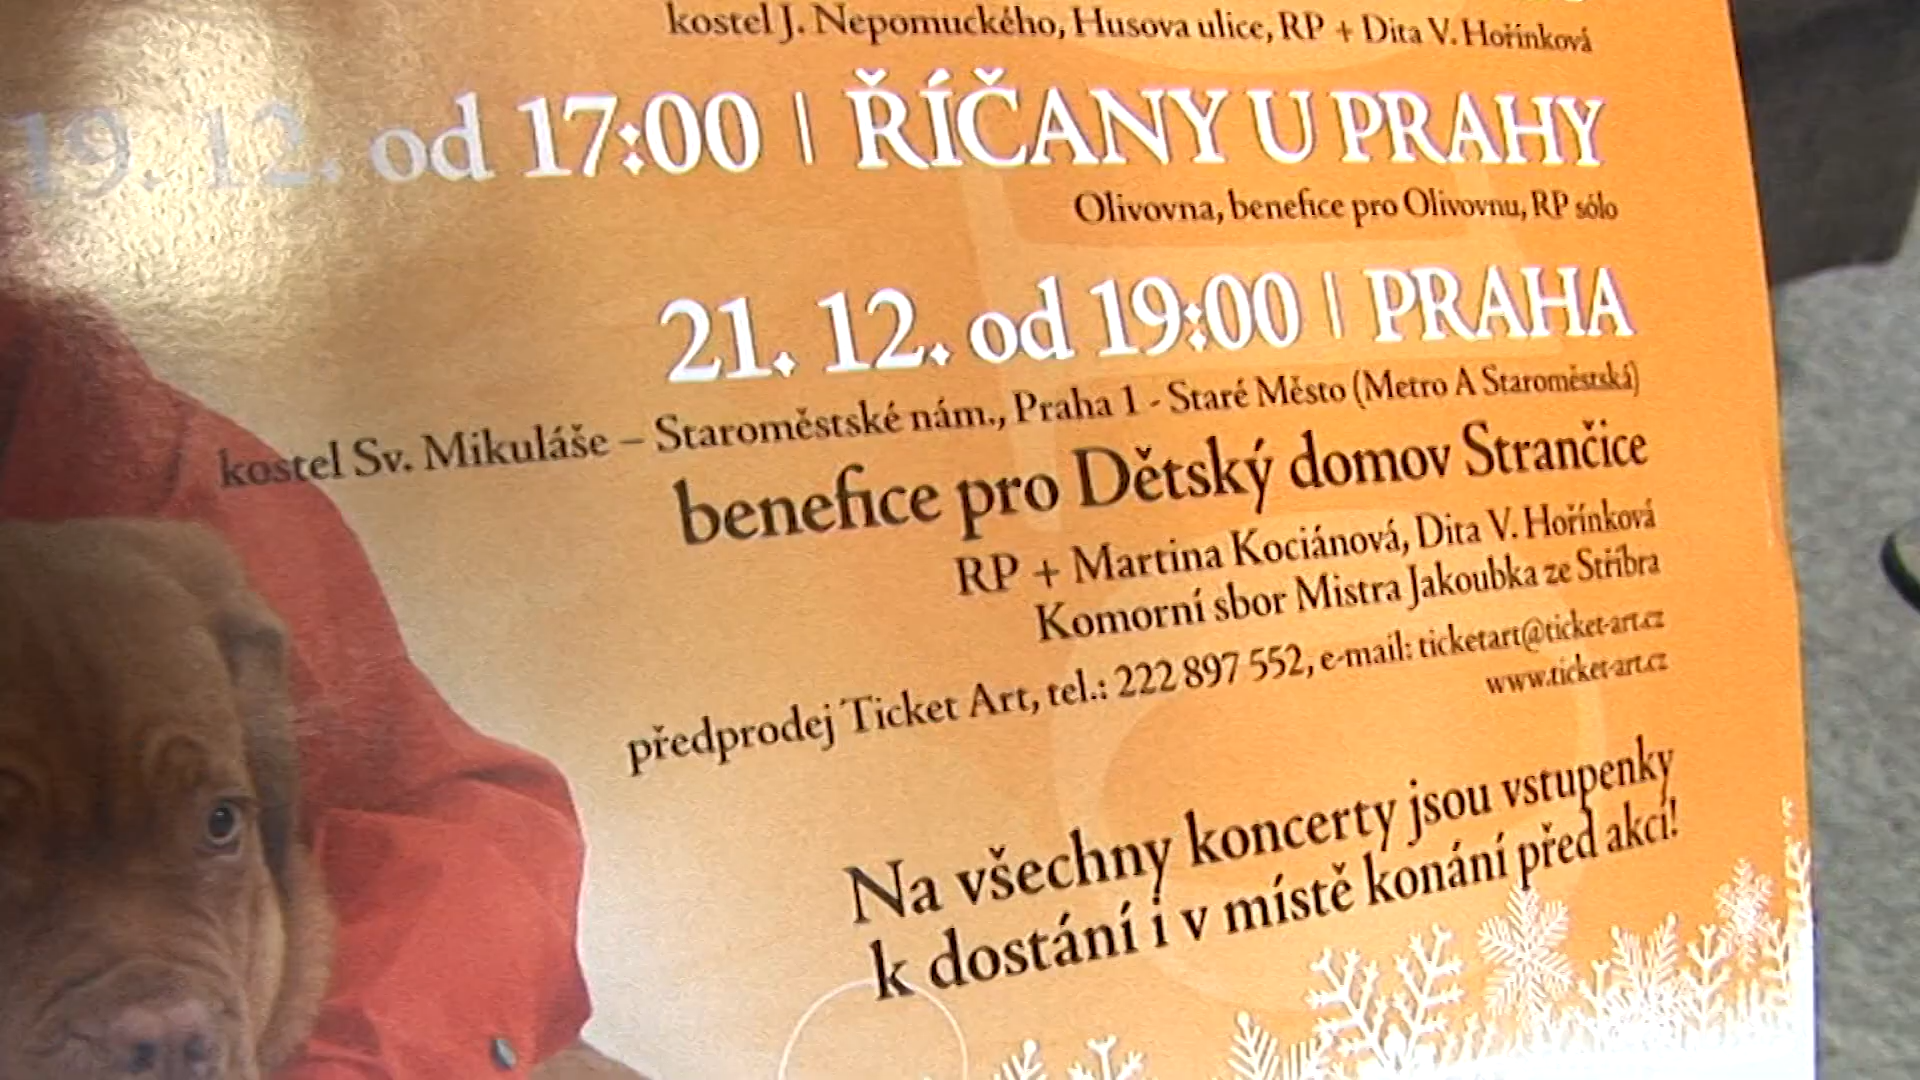 kostel J. Nepomuckého, Husova ulice, RP + Dita V. Hořínková
19. 12. od 17:00 | ŘÍČANY U PRAHY
Olivovna, benefice pro Olivovnu, RP sólo
21. 12. od 19:00 | PRAHA
kostel Sv. Mikuláše – Staroměstské nám., Praha 1 - Staré Město (Metro A Staroměstská)
benefice pro Dětský domov Strančice
RP + Martina Kociánová, Dita V. Hořínková
Komorní sbor Mistra Jakoubka ze Stříbra
předprodej Ticket Art, tel.: 222 897 552, e-mail: ticketart@ticket-art.cz
www.ticket-art.cz
Na všechny koncerty jsou vstupenky
k dostání i v místě konání před akcí!